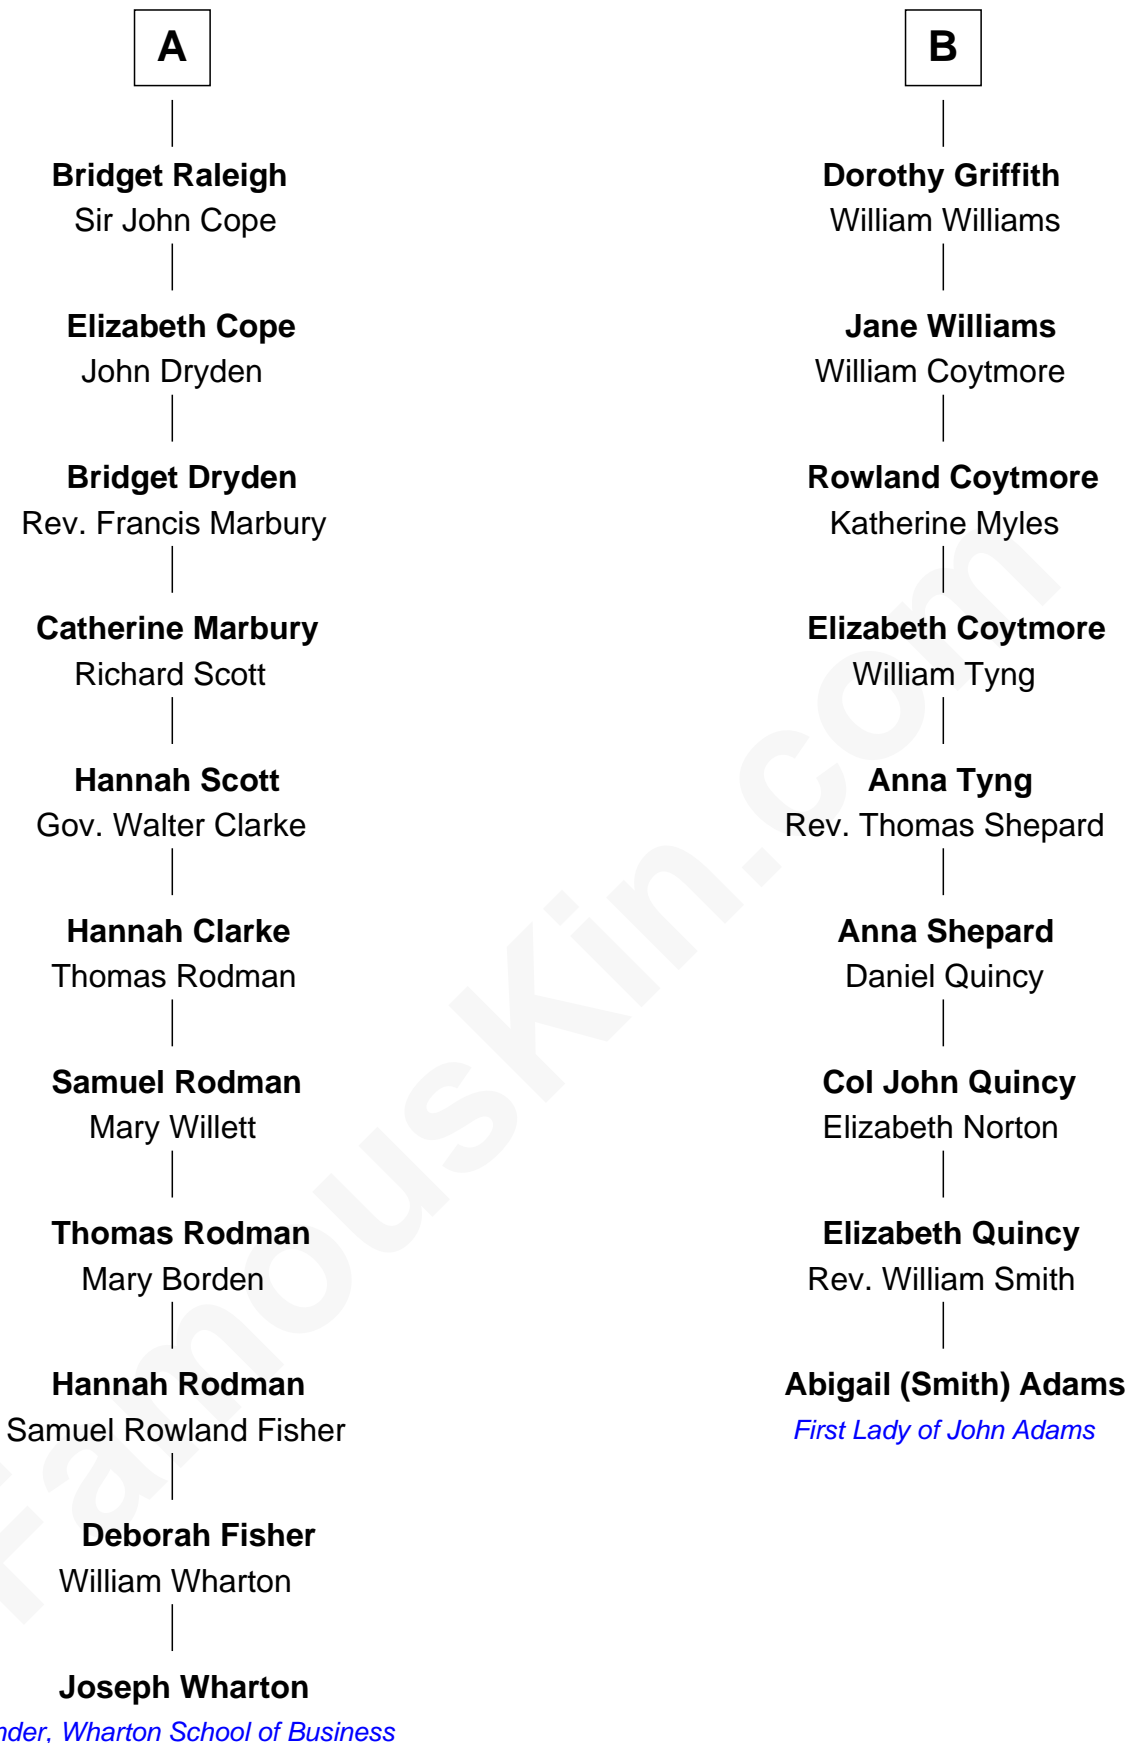 A
Bridget Raleigh
Sir John Cope
Elizabeth Cope
John Dryden
Bridget Dryden
Rev. Francis Marbury
Catherine Marbury
Richard Scott
Hannah Scott
Gov. Walter Clarke
Hannah Clarke
Thomas Rodman
Samuel Rodman
Mary Willett
Thomas Rodman
Mary Borden
Hannah Rodman
Samuel Rowland Fisher
Deborah Fisher
William Wharton
Joseph Wharton
nder, Wharton School of Business
B
Dorothy Griffith
William Williams
Jane Williams
William Coytmore
Rowland Coytmore
Katherine Myles
Elizabeth Coytmore
William Tyng
Anna Tyng
Rev. Thomas Shepard
Anna Shepard
Daniel Quincy
Col John Quincy
Elizabeth Norton
Elizabeth Quincy
Rev. William Smith
Abigail (Smith) Adams
First Lady of John Adams
FamousKin.com